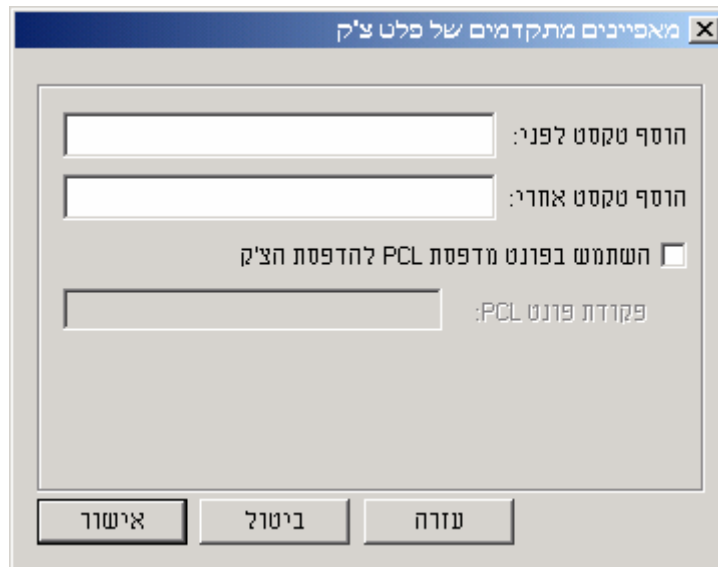 מאפיינים מתקדמים של פלט צ'ק
הוסף טקסט לפני:
הוסף טקסט אחרי:
השתמש בפונט מדפסת PCL להדפסת הצ'ק
פקודת פונט PCL:
עזרה ביטול אישור